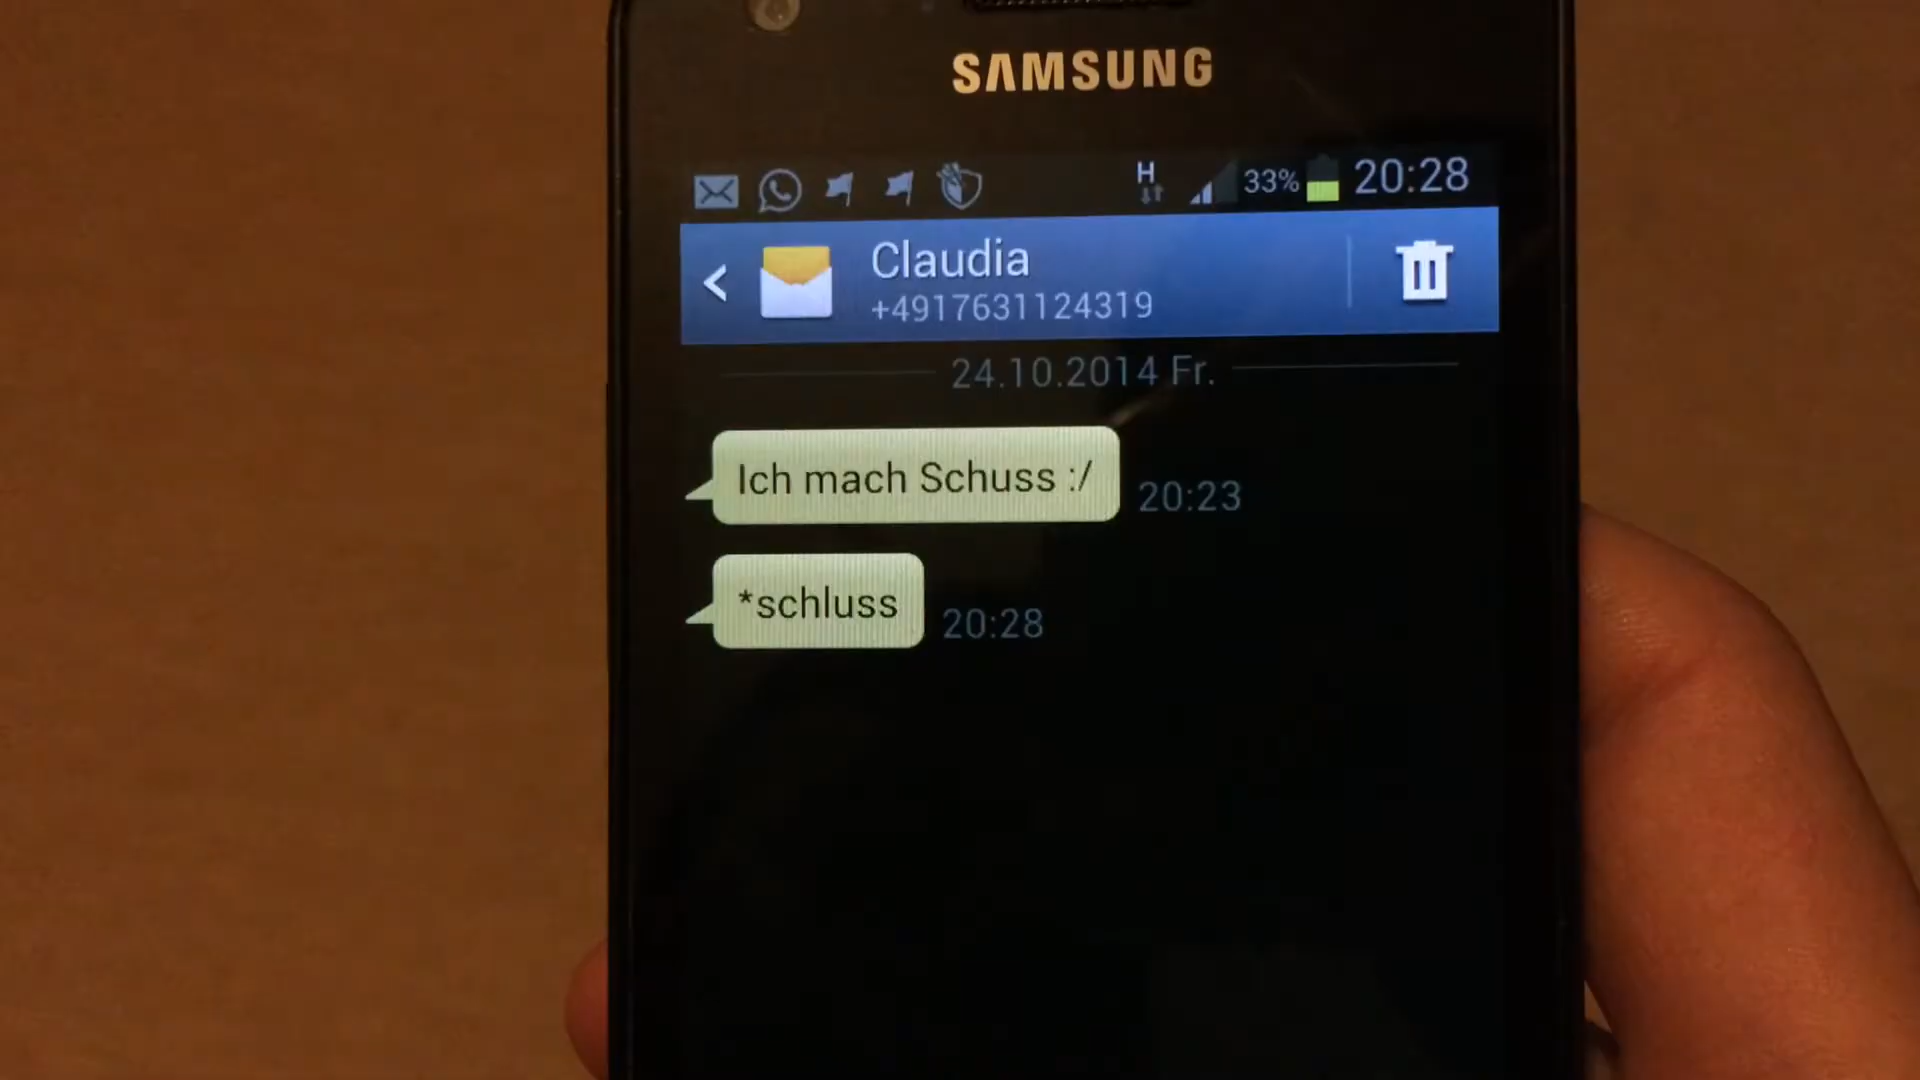 SAMSUNG
H 33% 20:28
Claudia
+4917631124319
24.10.2014 Fr.
Ich mach Schuss :/ 20:23
*schluss 20:28